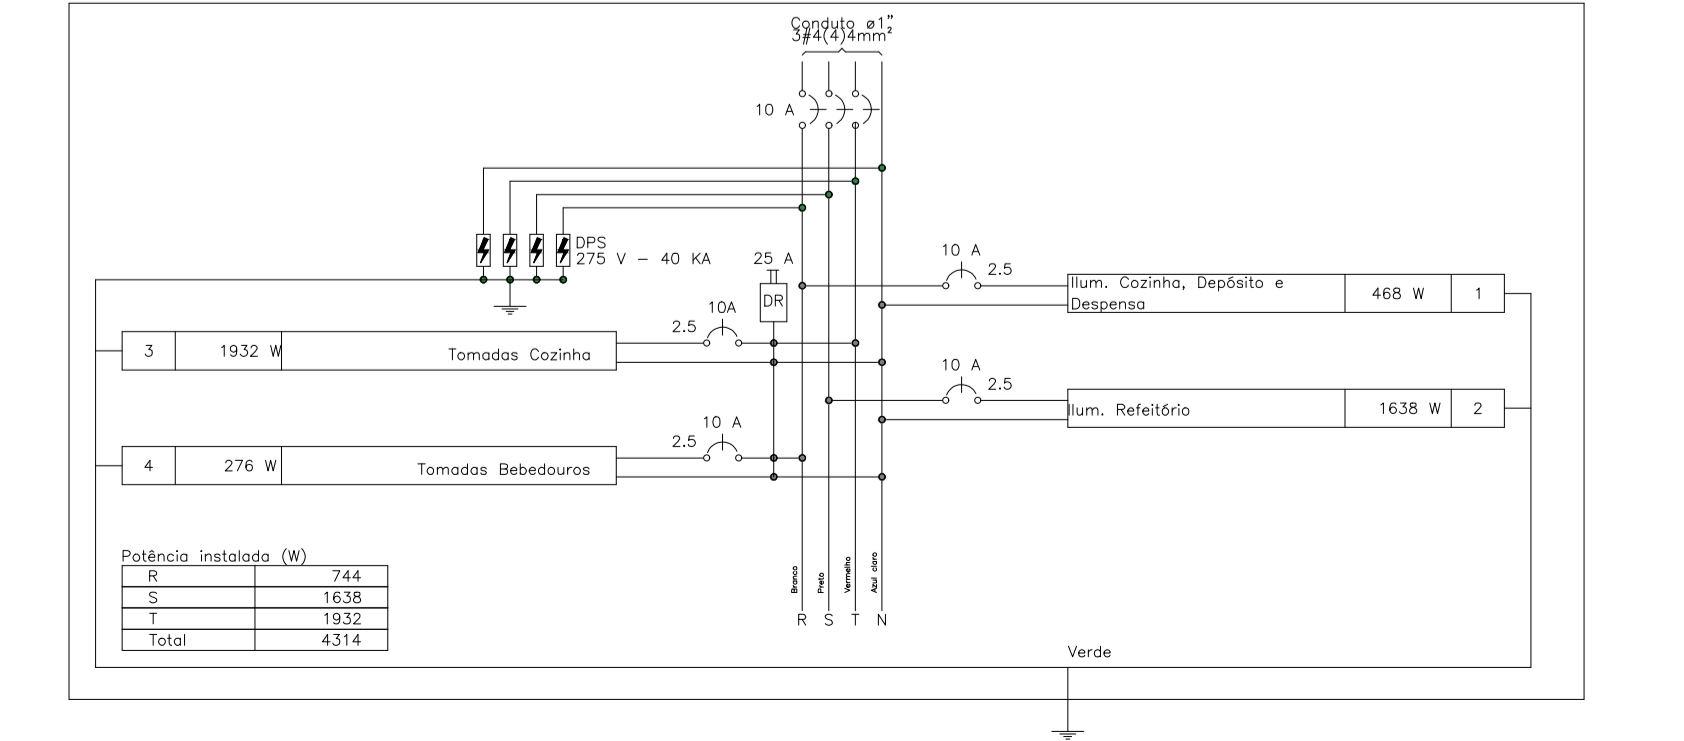 Conduto ø1"
3#4(4)4mm²
10 A
DPS
275 V – 40 KA
25 A
DR
10 A
2.5
Ilum. Cozinha, Depósito e
Despensa
468 W
1
10A
2.5
3
1932 W
Tomadas Cozinha
10 A
2.5
Ilum. Refeitório
1638 W
2
10 A
2.5
4
276 W
Tomadas Bebedouros
Potência instalada (W)
R 744
S 1638
T 1932
Total 4314
Branco
Preto
Vermelho
Azul claro
R S T N
Verde